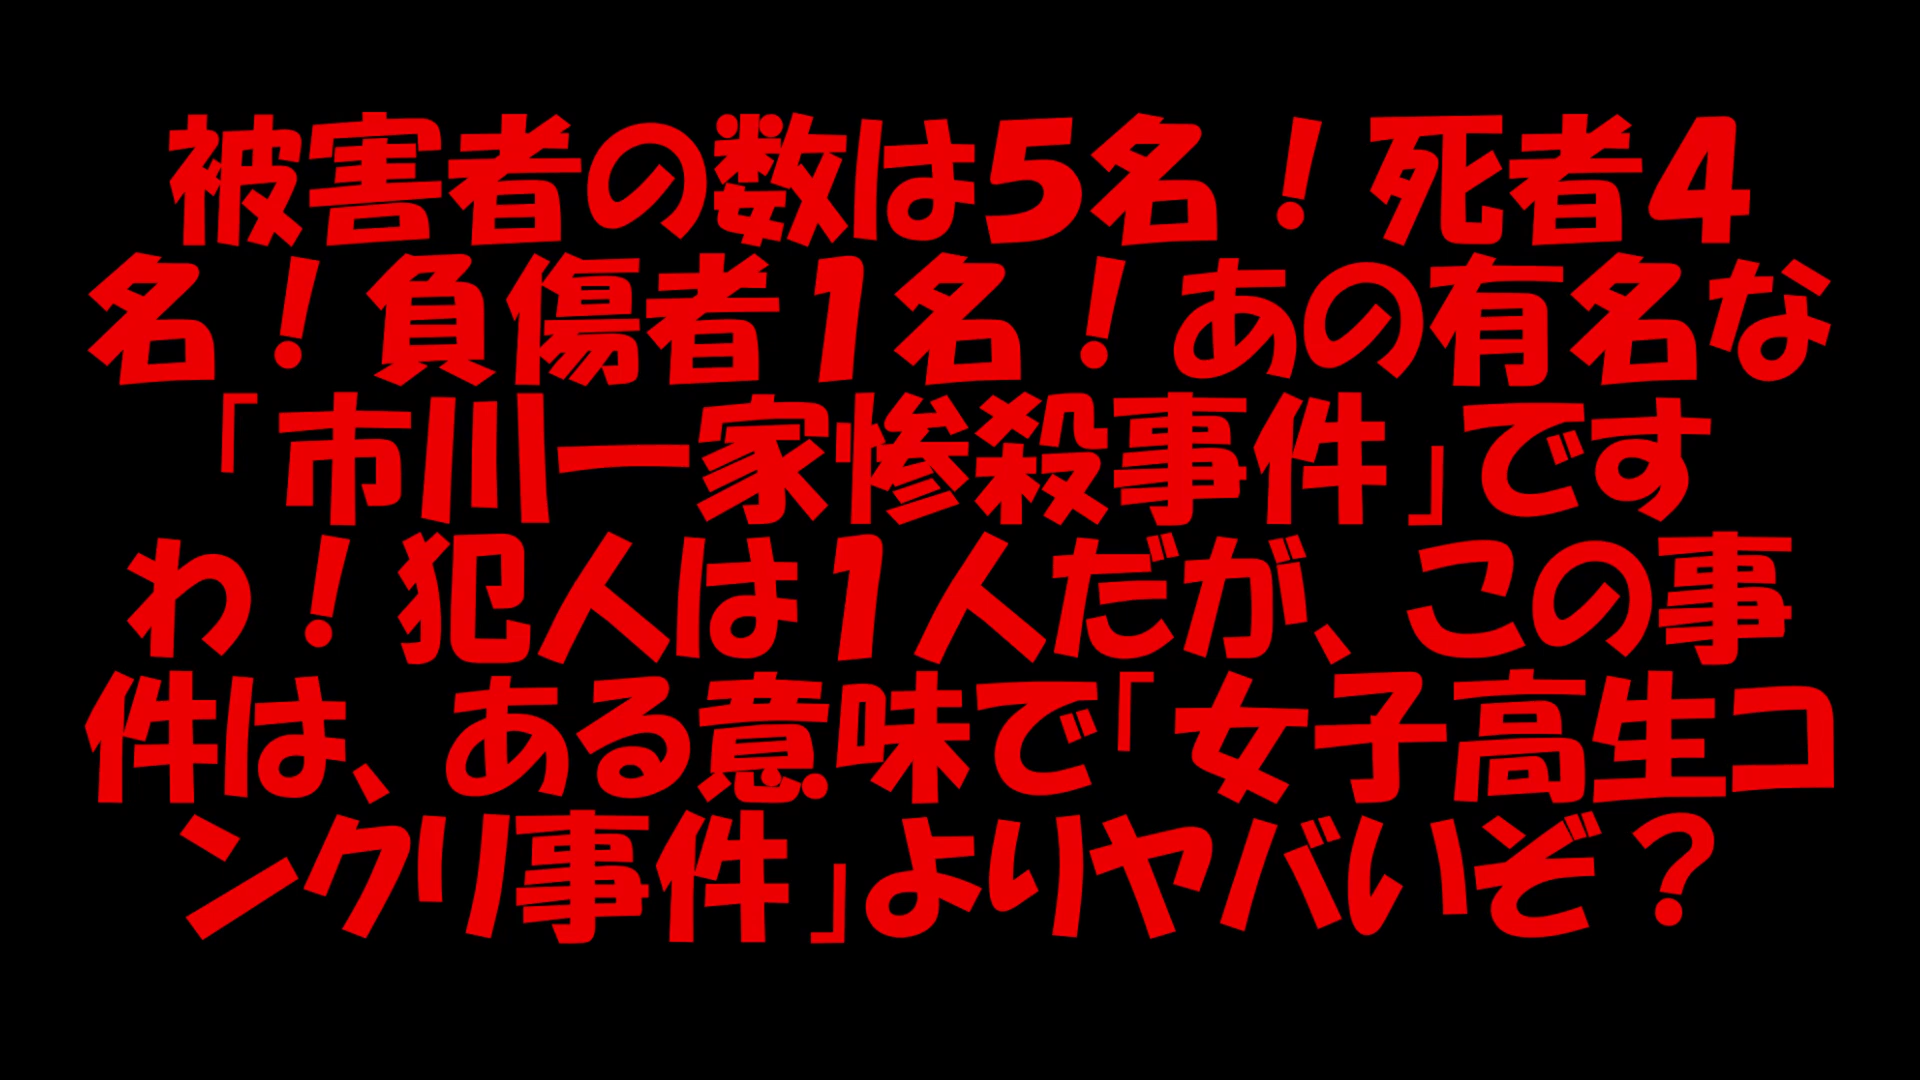 被害者の数は5名！死者4
名！負傷者1名！あの有名な
「市川一家惨殺事件」です
わ！犯人は1人だが、この事
件は、ある意味で「女子高生コ
ンクリ事件」よりヤバいぞ？